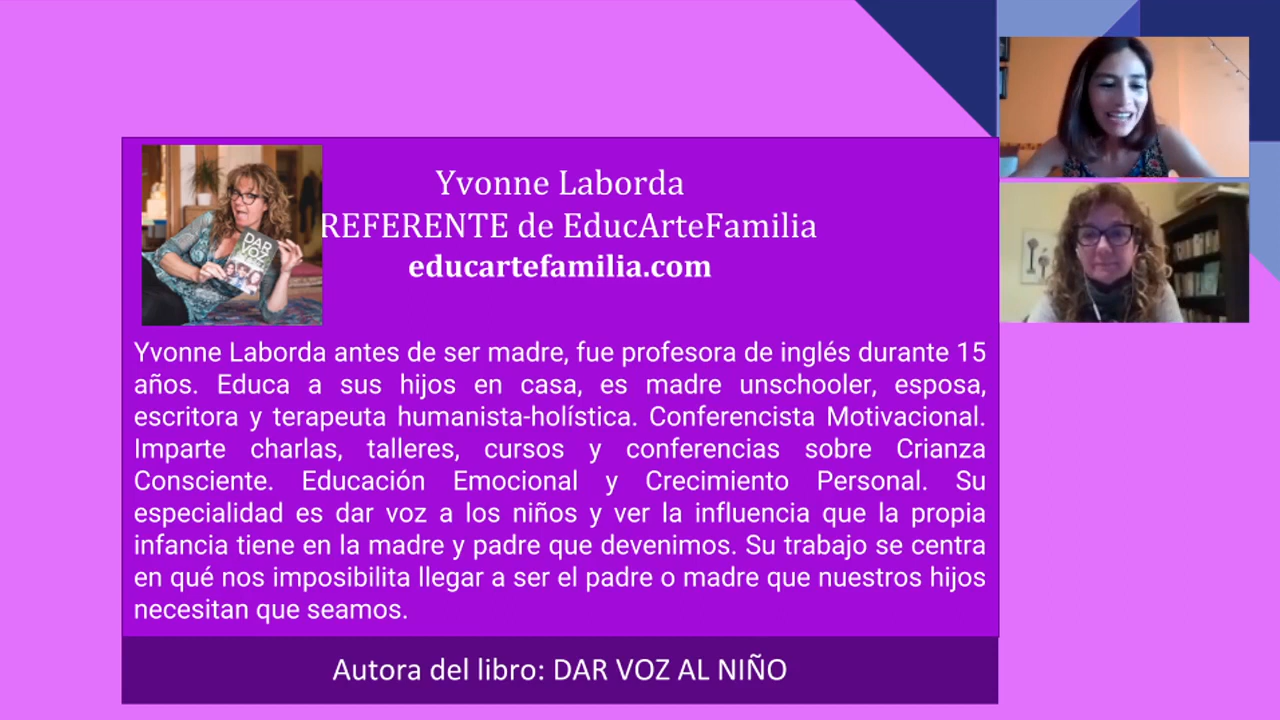 Yvonne Laborda
REFERENTE de EducArteFamilia
educartefamilia.com
DAR
VOZ
Yvonne Laborda antes de ser madre, fue profesora de inglés durante 15
años. Educa a sus hijos en casa, es madre unschooler, esposa,
escritora y terapeuta humanista-holística. Conferencista Motivacional.
Imparte charlas, talleres, cursos y conferencias sobre Crianza
Consciente. Educación Emocional y Crecimiento Personal. Su
especialidad es dar voz a los niños y ver la influencia que la propia
infancia tiene en la madre y padre que devenimos. Su trabajo se centra
en qué nos imposibilita llegar a ser el padre o madre que nuestros hijos
necesitan que seamos.
Autora del libro: DAR VOZ AL NIÑO